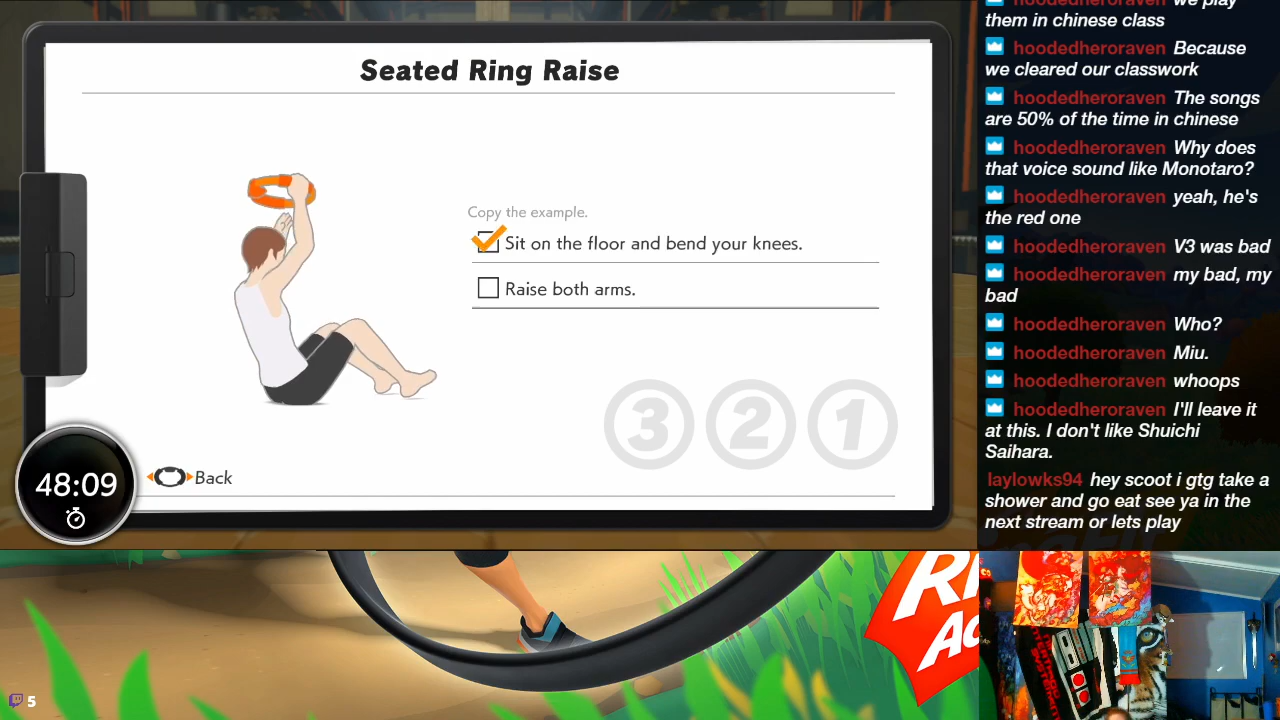 Seated Ring Raise
Copy the example.
Sit on the floor and bend your knees.
Raise both arms.
3 2 1
48:09
Back
5
them in chinese class
hoodedheroraven Because
we cleared our classwork
hoodedheroraven The songs
are 50% of the time in chinese
hoodedheroraven Why does
that voice sound like Monotaro?
hoodedheroraven yeah, he's
the red one
hoodedheroraven V3 was bad
hoodedheroraven my bad, my
bad
hoodedheroraven Who?
hoodedheroraven Miu.
hoodedheroraven whoops
hoodedheroraven I'll leave it
at this. I don't like Shuichi
Saihara.
laylowks94 hey scoot i gtg take a
shower and go eat see ya in the
next stream or lets play